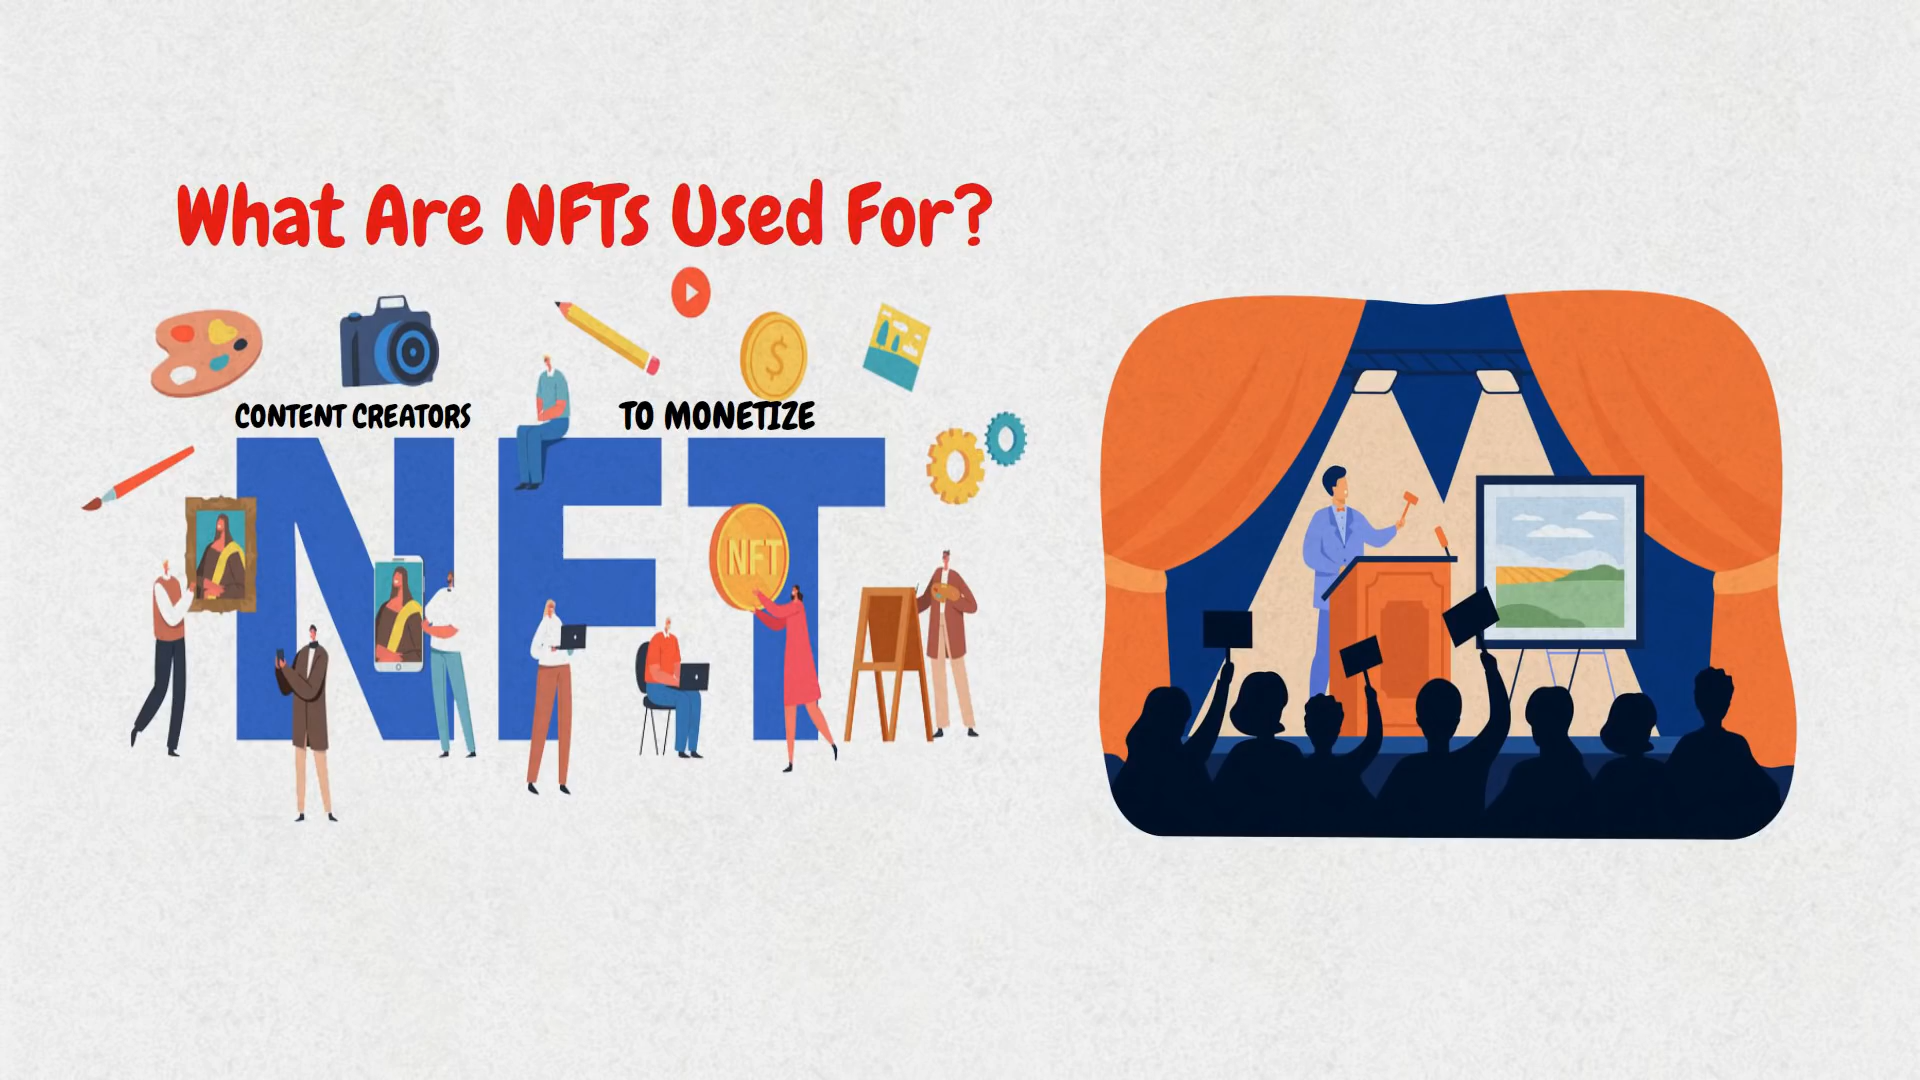 What Are NFTs Used For?
$
CONTENT CREATORS
TO MONETIZE
NFT
NFT